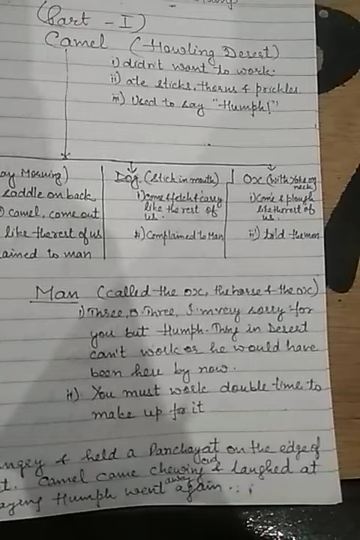 (Part - I)
Camel (Howling Desert)
i) didn't want to work.
ii) ate sticks, thorns & prickles
iii) Used to say "Humph!"
ay Morning)
saddle on back
camel, come out
like the rest of us
ained to man
Dog (stick in mouth)
i) come & fetch & carry
like the rest of
us.
ii) Complained to Man
OX (with yoke on
neck)
i) come & plough
like the rest of
us
ii) told the man
Man (called the ox, the horse & the ox)
i) Three, O Three, I'm very sorry for
you but Humph-Thing in Desert
can't work or he would have
been here by now.
ii) You must work double-time to
make up for it
ngry & held a Panchayat on the edge of
t. Camel came chewing cud & laughed at
aying Humph went away again.